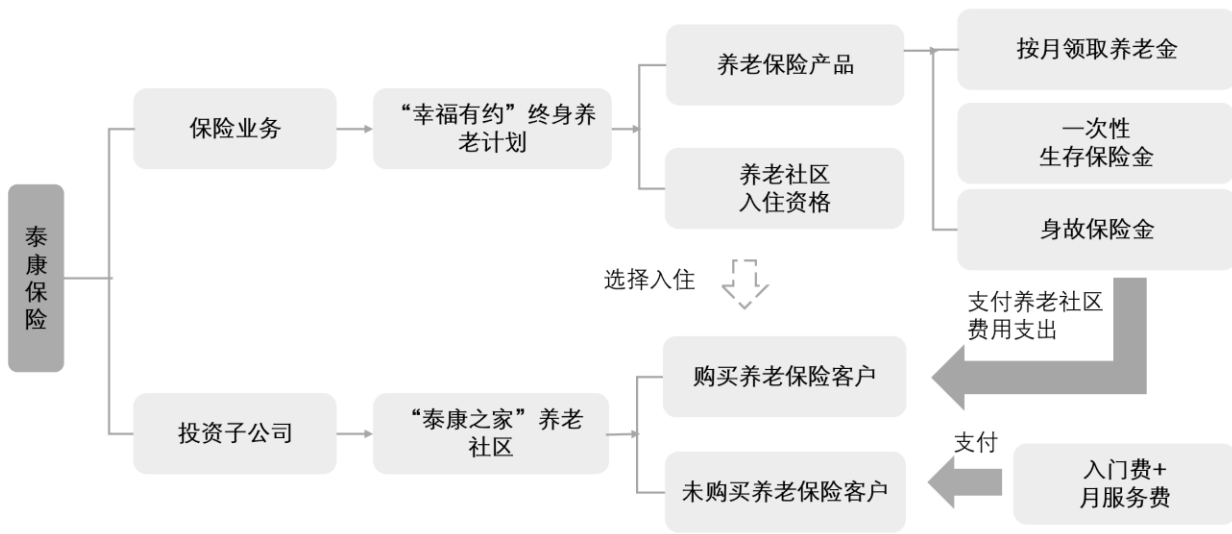 泰康保险
保险业务
“幸福有约”终身养
老计划
养老保险产品
养老社区
入住资格
按月领取养老金
一次性
生存保险金
身故保险金
选择入住
支付养老社区
费用支出
投资子公司
“泰康之家”养老
社区
购买养老保险客户
未购买养老保险客户
支付
入门费+
月服务费